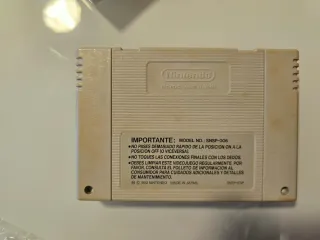 Nintendo
IMPORTANTE: MODEL NO.: SNSP-006
•NO PASES DEMASIADO RAPIDO DE LA POSICION ON A LA
POSICION OFF (O VICEVERSA)
•NO TOQUES LAS CONEXIONES FINALES CON LOS DEDOS.
•DEBES LIMPIAR ESTE VIDEOJUEGO REGULARMENTE, POR
FAVOR, CONSULTA EL FOLLETO DE INFORMACION AL
CONSUMIDOR PARA CUIDADOS ADICIONALES Y DETALLES
DE MANTENIMIENTO.